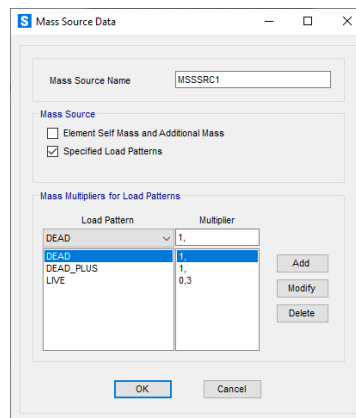 S Mass Source Data
Mass Source Name MSSSRC1
Mass Source
Element Self Mass and Additional Mass
Specified Load Patterns
Mass Multipliers for Load Patterns
Load Pattern Multiplier
DEAD 1,
DEAD 1,
DEAD_PLUS 1,
LIVE 0,3
Add
Modify
Delete
OK Cancel